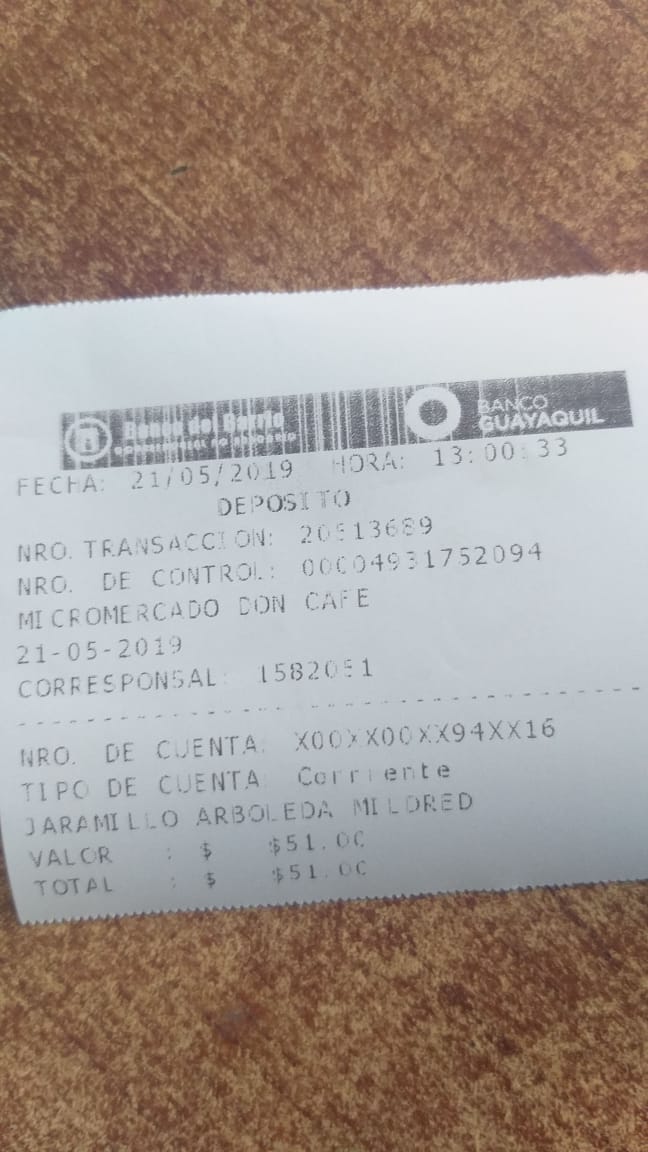 Banco del Barrio
BANCO GUAYAQUIL
FECHA: 21/05/2019 HORA: 13:00:33
DEPOSITO
NRO. TRANSACCION: 20513689
NRO. DE CONTROL: 00004931752094
MICROMERCADO DON CAFE
21-05-2019
CORRESPONSAL: 1582051
NRO. DE CUENTA: X00XX00XX94XX16
TIPO DE CUENTA: Corriente
JARAMILLO ARBOLEDA MILDRED
VALOR : $ $51.00
TOTAL : $ $51.00